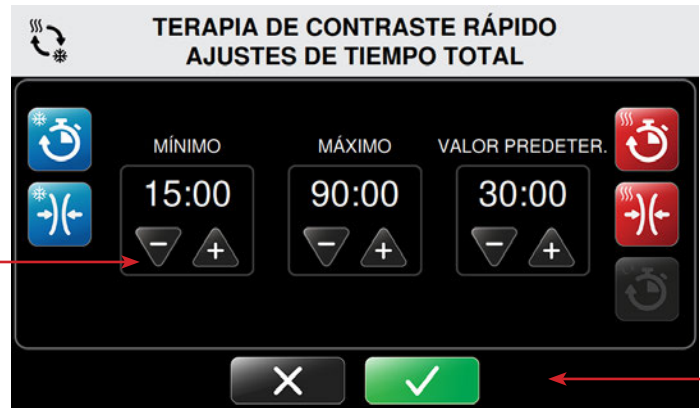 TERAPIA DE CONTRASTE RÁPIDO
AJUSTES DE TIEMPO TOTAL
MÍNIMO MÁXIMO VALOR PREDETER.
15:00 90:00 30:00